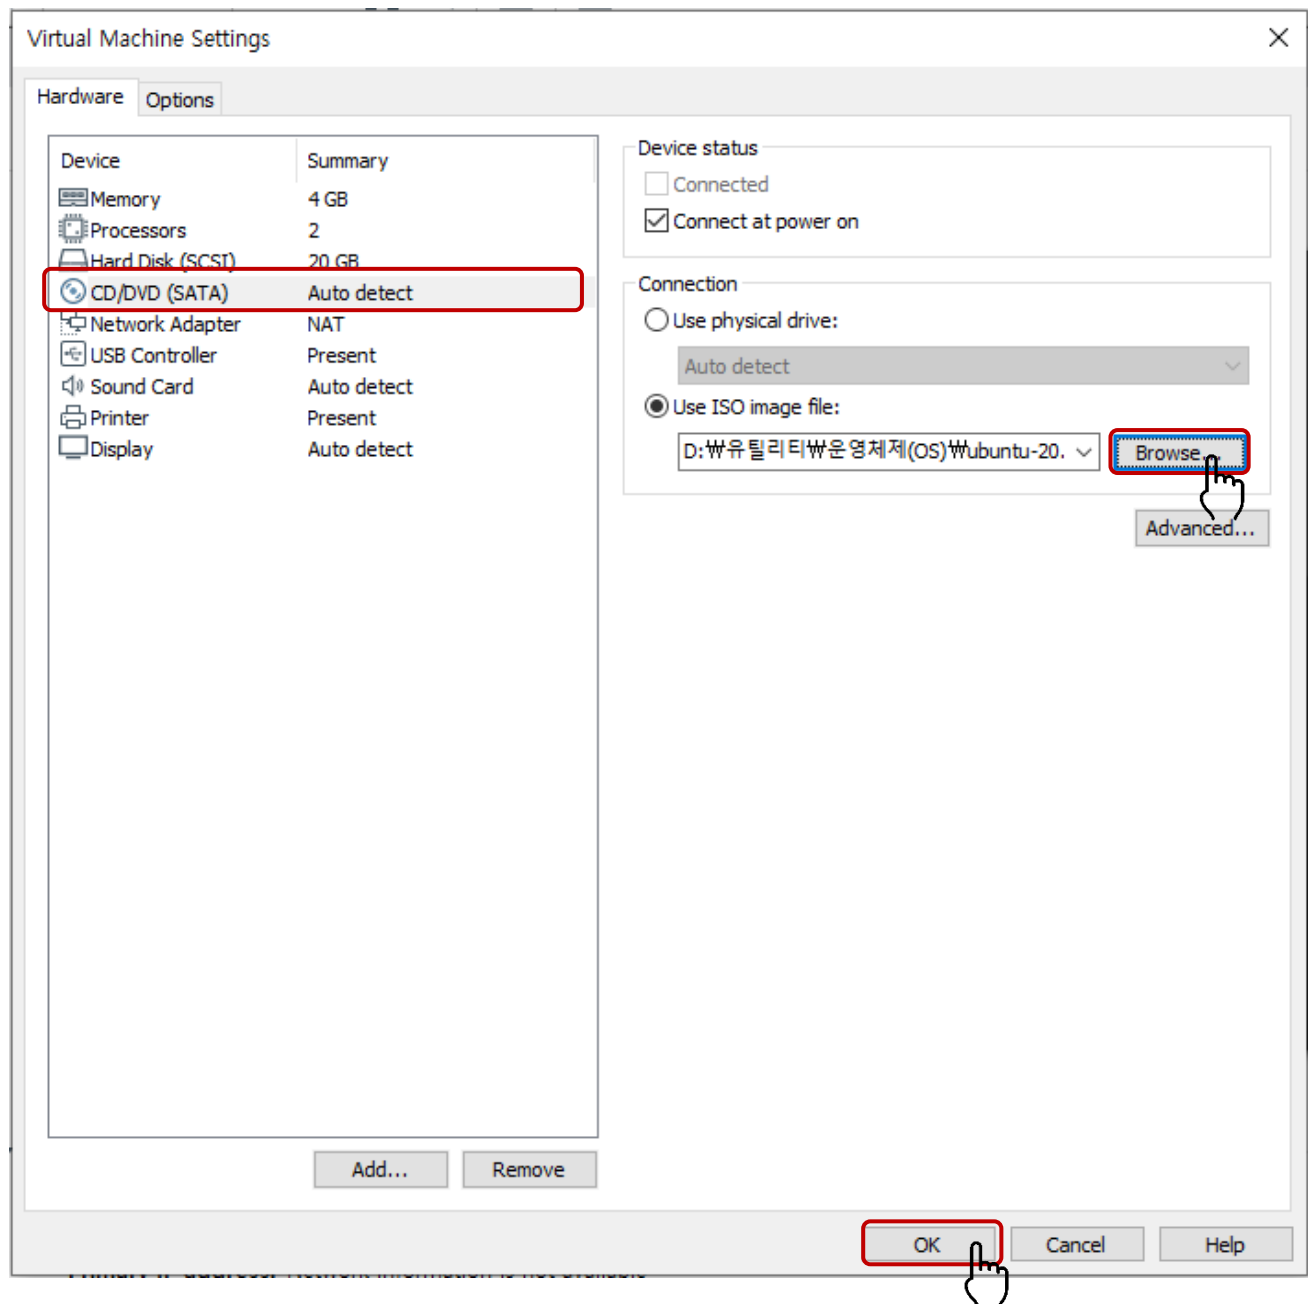 Virtual Machine Settings
Hardware
Options
Device Summary
Memory 4 GB
Processors 2
Hard Disk (SCSI) 20 GB
CD/DVD (SATA) Auto detect
Network Adapter NAT
USB Controller Present
Sound Card Auto detect
Printer Present
Display Auto detect
Add... Remove
Device status
Connected
Connect at power on
Connection
Use physical drive:
Auto detect
Use ISO image file:
D:₩유틸리티₩운영체제(OS)₩ubuntu-20. Browse...
Advanced...
OK Cancel Help